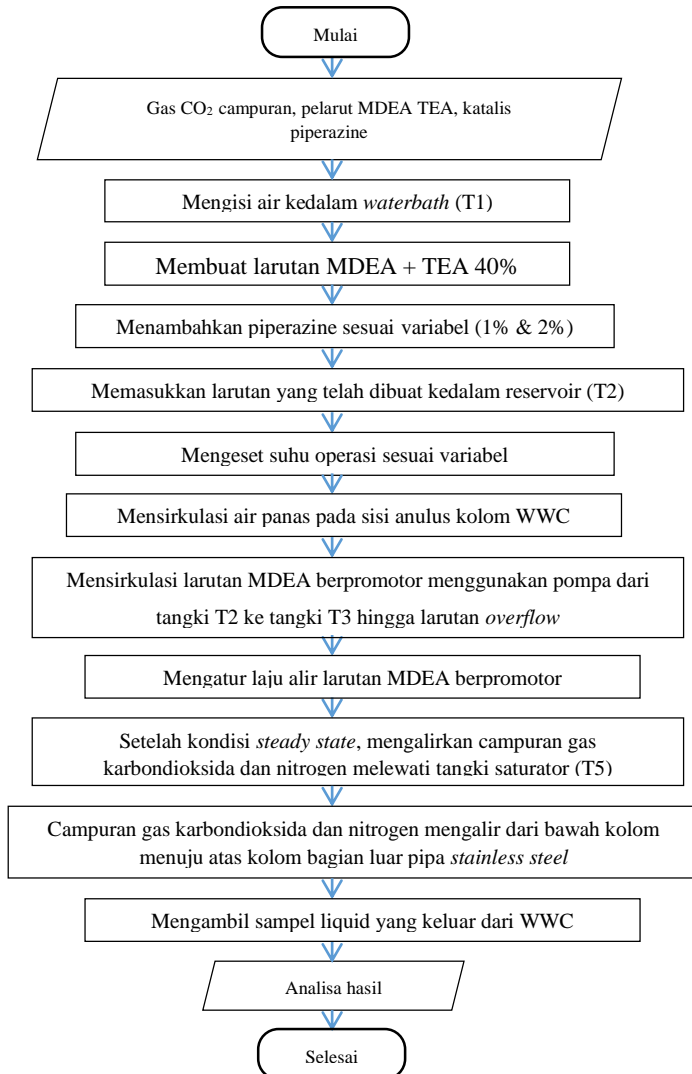 Mulai
Gas CO₂ campuran, pelarut MDEA TEA, katalis
piperazine
Mengisi air kedalam waterbath (T1)
Membuat larutan MDEA + TEA 40%
Menambahkan piperazine sesuai variabel (1% & 2%)
Memasukkan larutan yang telah dibuat kedalam reservoir (T2)
Mengeset suhu operasi sesuai variabel
Mensirkulasi air panas pada sisi anulus kolom WWC
Mensirkulasi larutan MDEA berpromotor menggunakan pompa dari
tangki T2 ke tangki T3 hingga larutan overflow
Mengatur laju alir larutan MDEA berpromotor
Setelah kondisi steady state, mengalirkan campuran gas
karbondioksida dan nitrogen melewati tangki saturator (T5)
Campuran gas karbondioksida dan nitrogen mengalir dari bawah kolom
menuju atas kolom bagian luar pipa stainless steel
Mengambil sampel liquid yang keluar dari WWC
Analisa hasil
Selesai